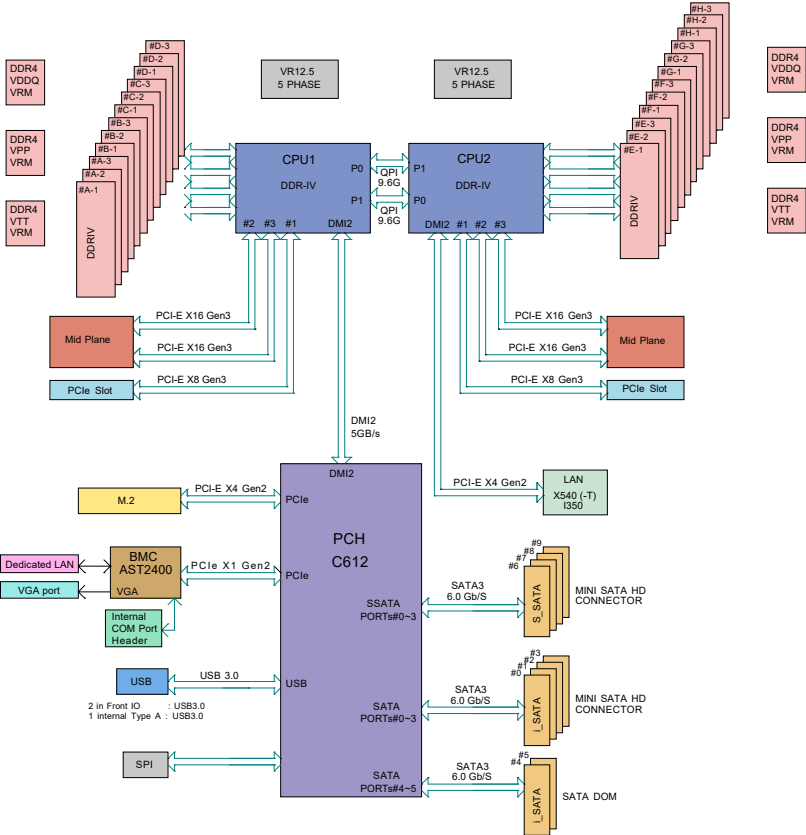 #D-3
#D-2
#D-1
#C-3
#C-2
#C-1
#B-3
#B-2
#B-1
#A-3
#A-2
#A-1
DDRIV
DDR4
VDDQ
VRM
DDR4
VPP
VRM
DDR4
VTT
VRM
VR12.5
5 PHASE
VR12.5
5 PHASE
#H-3
#H-2
#H-1
#G-3
#G-2
#G-1
#F-3
#F-2
#F-1
#E-3
#E-2
#E-1
DDRIV
DDR4
VDDQ
VRM
DDR4
VPP
VRM
DDR4
VTT
VRM
CPU1
DDR-IV
P0
P1
#2 #3 #1 DMI2
QPI
9.6G
QPI
9.6G
CPU2
DDR-IV
P1
P0
DMI2 #1 #2 #3
PCI-E X16 Gen3
Mid Plane
PCI-E X16 Gen3
PCI-E X8 Gen3
PCIe Slot
PCI-E X16 Gen3
Mid Plane
PCI-E X16 Gen3
PCI-E X8 Gen3
PCIe Slot
DMI2
5GB/s
DMI2
PCH
C612
M.2
PCI-E X4 Gen2
PCIe
PCI-E X4 Gen2
LAN
X540 (-T)
I350
Dedicated LAN
VGA port
BMC
AST2400
VGA
PCIe X1 Gen2
PCIe
Internal
COM Port
Header
USB
USB 3.0
USB
2 in Front IO : USB3.0
1 internal Type A : USB3.0
SPI
SSATA
PORTs#0~3
SATA3
6.0 Gb/S
#9
#8
#7
#6
S_SATA
MINI SATA HD
CONNECTOR
SATA
PORTs#0~3
SATA3
6.0 Gb/S
#3
#2
#1
#0
i_SATA
MINI SATA HD
CONNECTOR
SATA
PORTs#4~5
SATA3
6.0 Gb/S
#5
#4
i_SATA
SATA DOM